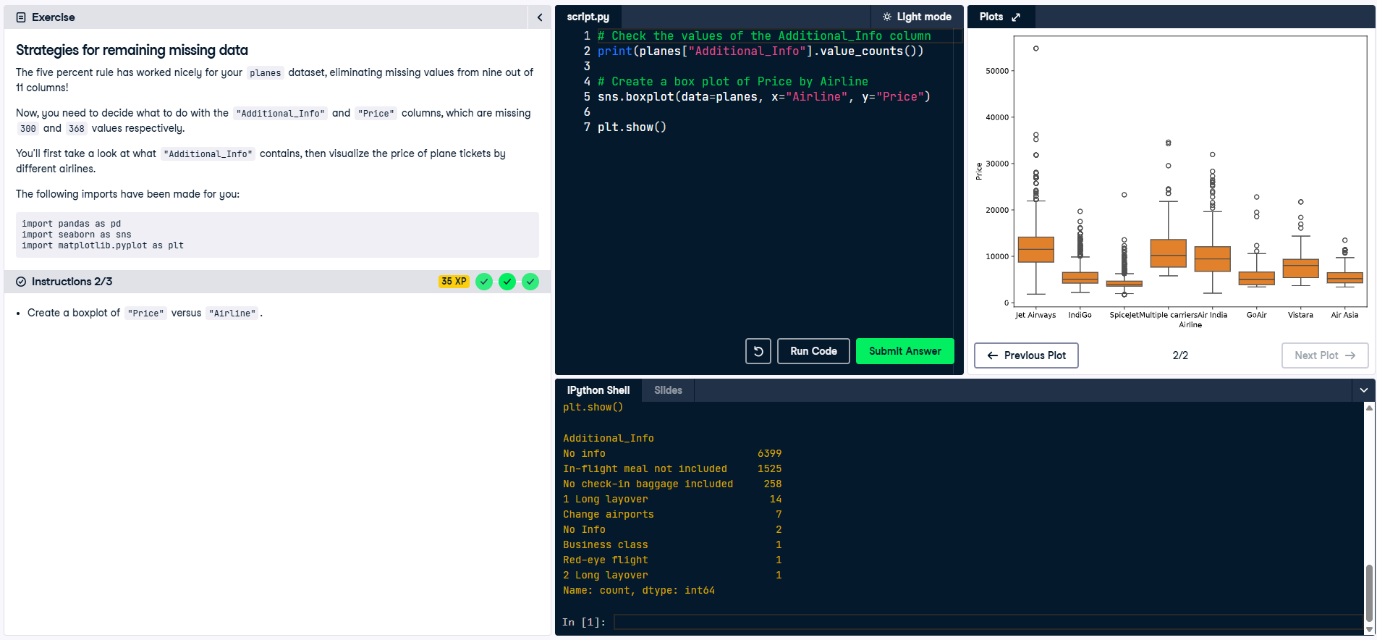 Exercise
Strategies for remaining missing data
The five percent rule has worked nicely for your planes dataset, eliminating missing values from nine out of
11 columns!
Now, you need to decide what to do with the "Additional_Info" and "Price" columns, which are missing
300 and 368 values respectively.
You'll first take a look at what "Additional_Info" contains, then visualize the price of plane tickets by
different airlines.
The following imports have been made for you:
import pandas as pd
import seaborn as sns
import matplotlib.pyplot as plt
Instructions 2/3
35 XP
Create a boxplot of "Price" versus "Airline".
script.py
Light mode
1 # Check the values of the Additional_Info column
2 print(planes["Additional_Info"].value_counts())
3
4 # Create a box plot of Price by Airline
5 sns.boxplot(data=planes, x="Airline", y="Price")
6
7 plt.show()
Run Code
Submit Answer
Plots
50000
40000
30000
20000
10000
0
Price
Jet Airways IndiGo SpiceJet Multiple carriers Air India GoAir Vistara Air Asia
Airline
← Previous Plot
2/2
Next Plot →
IPython Shell
Slides
plt.show()
Additional_Info
No info 6399
In-flight meal not included 1525
No check-in baggage included 258
1 Long layover 14
Change airports 7
No Info 2
Business class 1
Red-eye flight 1
2 Long layover 1
Name: count, dtype: int64
In [1]: